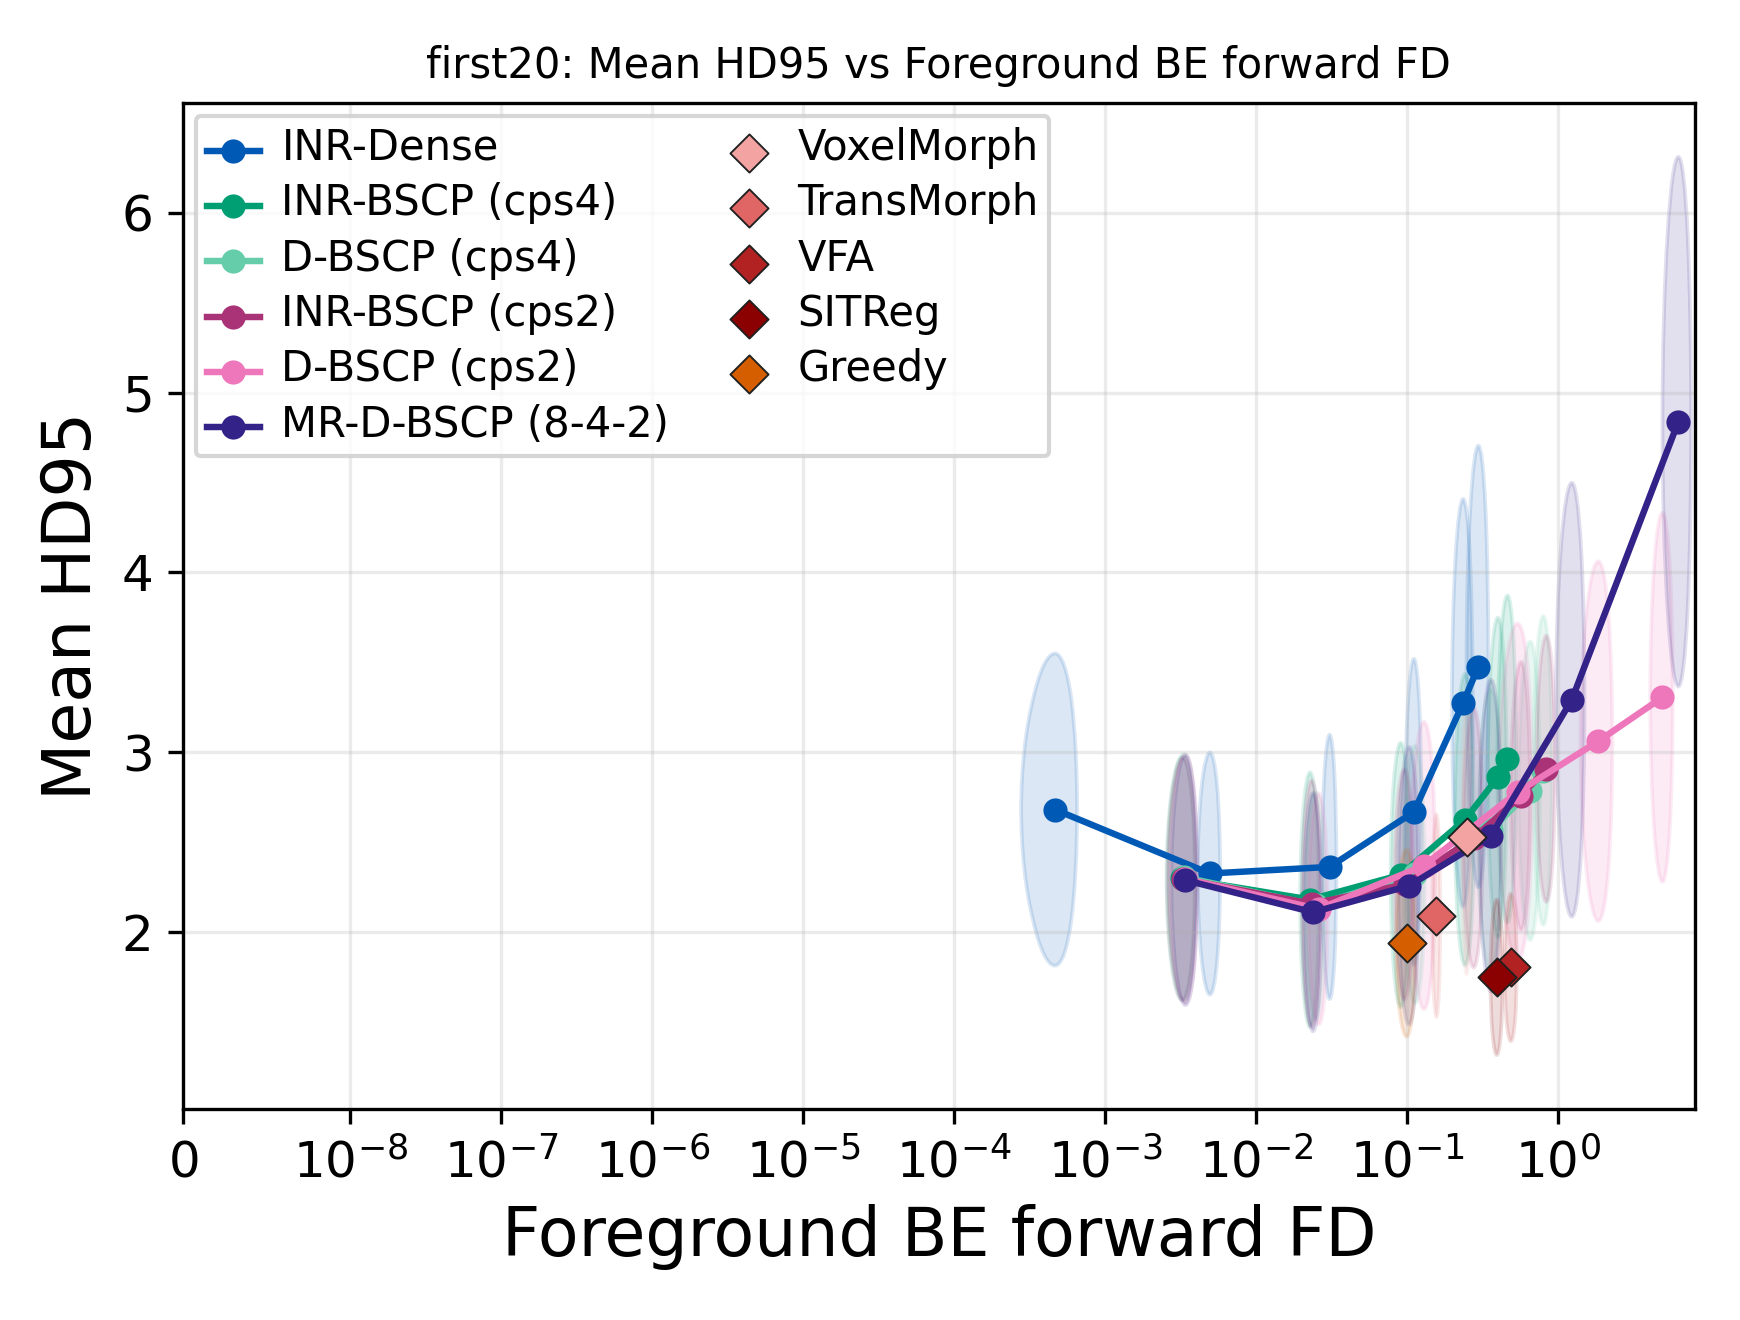 first20: Mean HD95 vs Foreground BE forward FD
INR-Dense
INR-BSCP (cps4)
D-BSCP (cps4)
INR-BSCP (cps2)
D-BSCP (cps2)
MR-D-BSCP (8-4-2)
VoxelMorph
TransMorph
VFA
SITReg
Greedy
Mean HD95
6
5
4
3
2
0 10⁻⁸ 10⁻⁷ 10⁻⁶ 10⁻⁵ 10⁻⁴ 10⁻³ 10⁻² 10⁻¹ 10⁰
Foreground BE forward FD